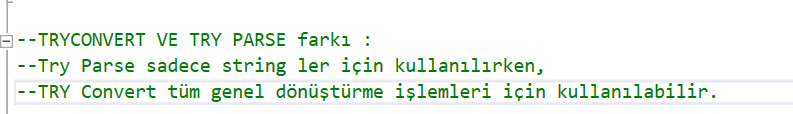 --TRYCONVERT VE TRY PARSE farkı :
--Try Parse sadece string ler için kullanılırken,
--TRY Convert tüm genel dönüştürme işlemleri için kullanılabilir.